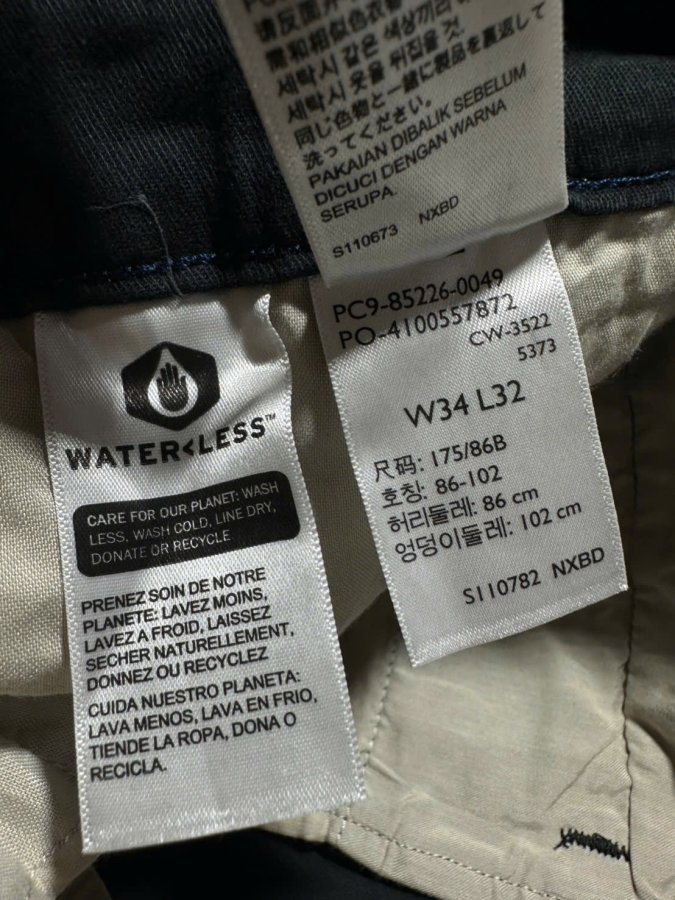 请反面并
需和相似色衣物
세탁시 같은 색상끼리
세탁시 옷을 뒤집을 것.
同じ色物と一緒に製品を裏返して
洗ってください。
PAKAIAN DIBALIK SEBELUM
DICUCI DENGAN WARNA
SERUPA.
S110673 NXBD
PC9-85226-0049
PO-4100557872
CW-3522
5373
W34 L32
尺码: 175/86B
호칭: 86-102
허리둘레: 86 cm
엉덩이둘레: 102 cm
S110782 NXBD
WATER<LESS™
CARE FOR OUR PLANET: WASH
LESS, WASH COLD, LINE DRY,
DONATE OR RECYCLE
PRENEZ SOIN DE NOTRE
PLANETE: LAVEZ MOINS,
LAVEZ A FROID, LAISSEZ
SECHER NATURELLEMENT,
DONNEZ OU RECYCLEZ
CUIDA NUESTRO PLANETA:
LAVA MENOS, LAVA EN FRIO,
TIENDE LA ROPA, DONA O
RECICLA.